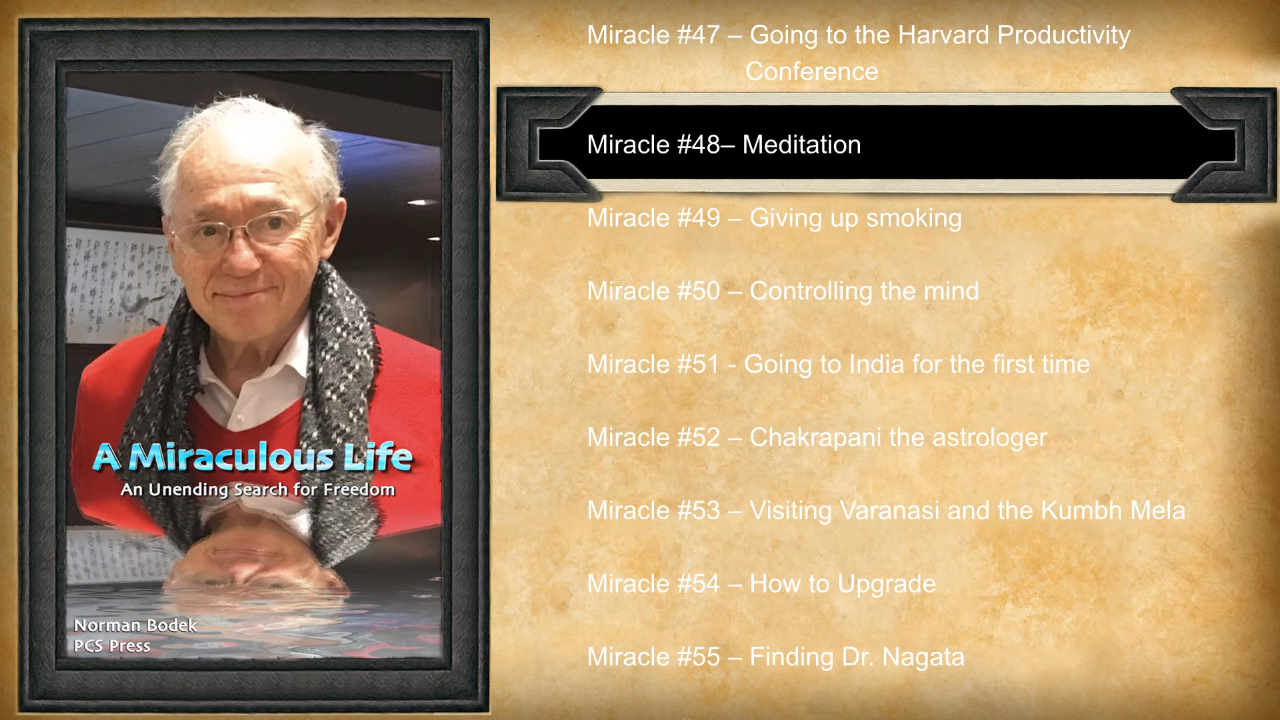 A Miraculous Life
An Unending Search for Freedom
Norman Bodek
PCS Press
Miracle #47 – Going to the Harvard Productivity
Conference
Miracle #48– Meditation
Miracle #49 – Giving up smoking
Miracle #50 – Controlling the mind
Miracle #51 - Going to India for the first time
Miracle #52 – Chakrapani the astrologer
Miracle #53 – Visiting Varanasi and the Kumbh Mela
Miracle #54 – How to Upgrade
Miracle #55 – Finding Dr. Nagata